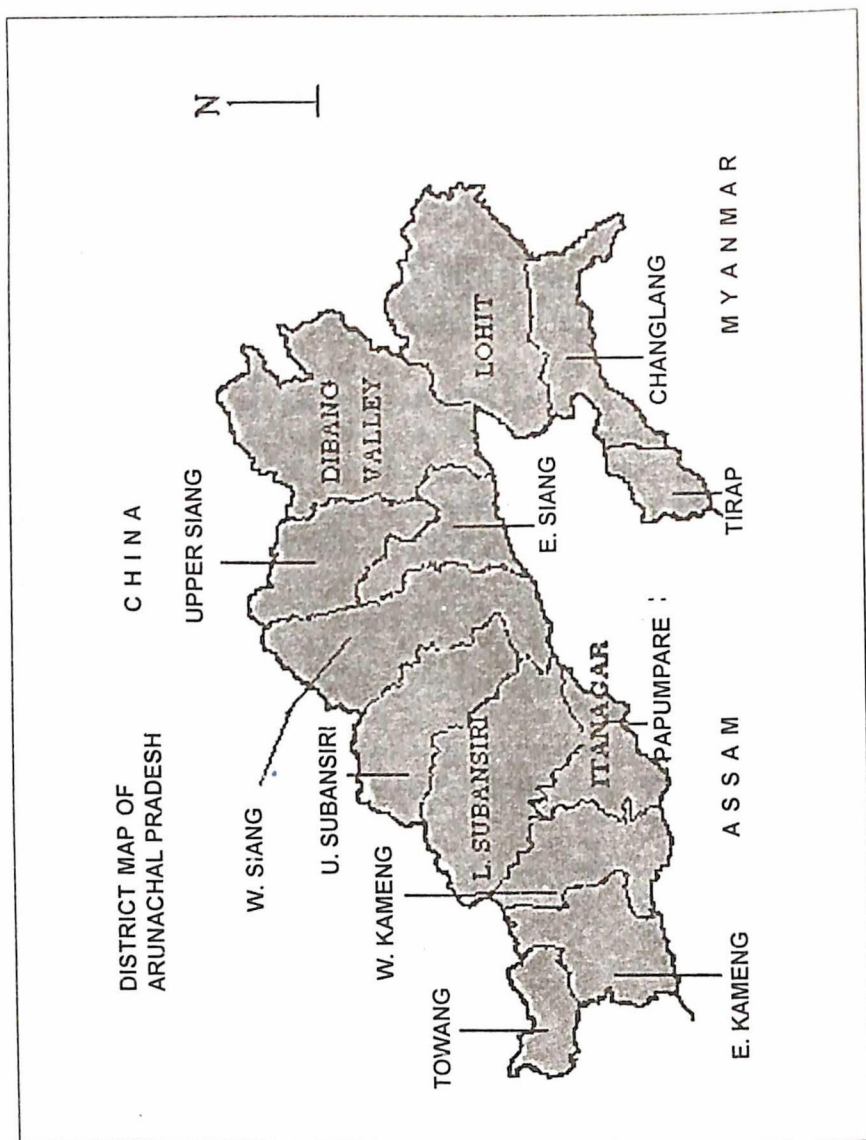 DISTRICT MAP OF
ARUNACHAL PRADESH
N
CHINA
UPPER SIANG
W. SIANG
U. SUBANSIRI
W. KAMENG
TOWANG
DIBANG
VALLEY
LOHIT
L. SUBANSIRI
ITANAGAR
E. SIANG
CHANGLANG
TIRAP
PAPUMPARE :
E. KAMENG
ASSAM
MYANMAR